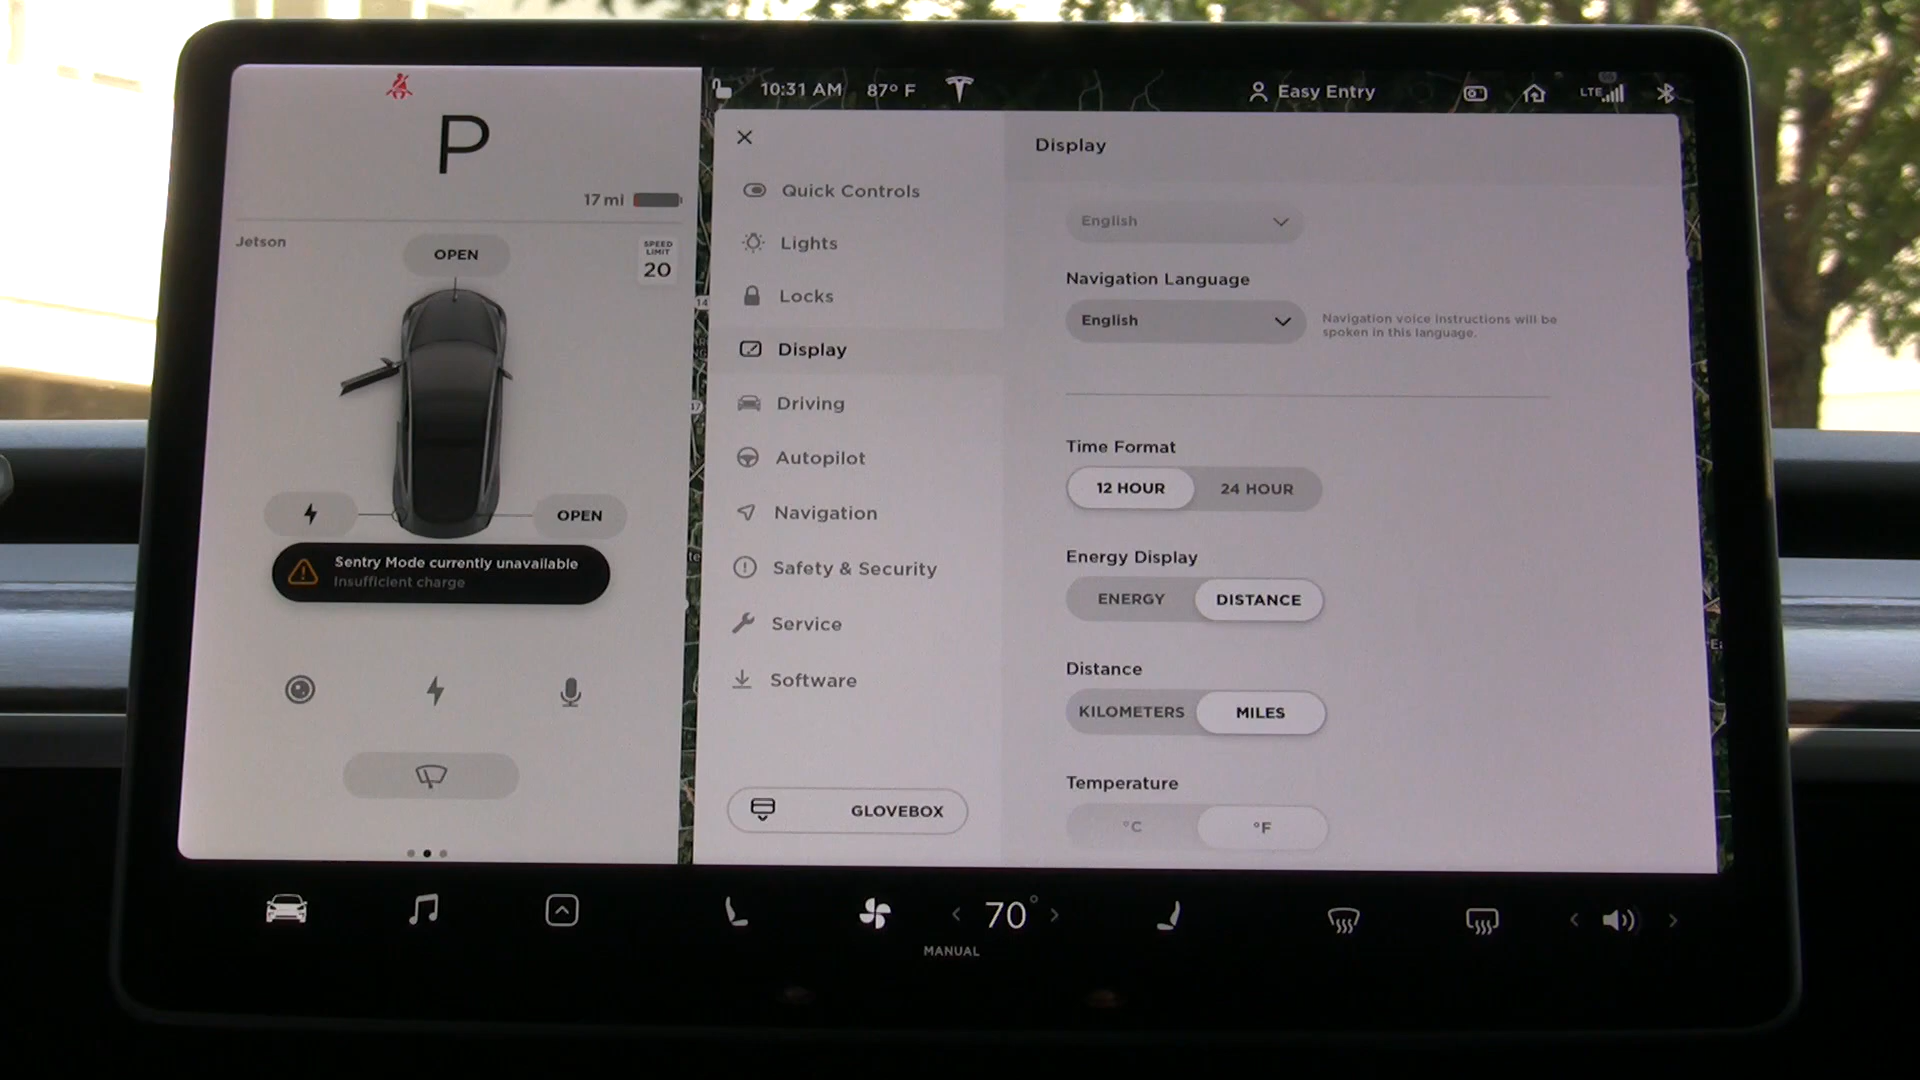 P
17 mi
Jetson
OPEN
SPEED
LIMIT
20
OPEN
Sentry Mode currently unavailable
Insufficient charge
10:31 AM 87° F
Easy Entry
LTE
Quick Controls
Lights
Locks
Display
Driving
Autopilot
Navigation
Safety & Security
Service
Software
GLOVEBOX
Display
English
Navigation Language
English
Navigation voice instructions will be
spoken in this language.
Time Format
12 HOUR 24 HOUR
Energy Display
ENERGY DISTANCE
Distance
KILOMETERS MILES
Temperature
°C °F
70°
MANUAL